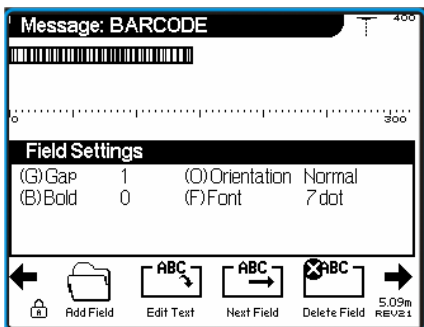 Message: BARCODE
400
0 300
Field Settings
(G)Gap 1 (O)Orientation Normal
(B)Bold 0 (F)Font 7dot
ABC ABC ABC
Add Field Edit Text Next Field Delete Field 5.09m
REV21